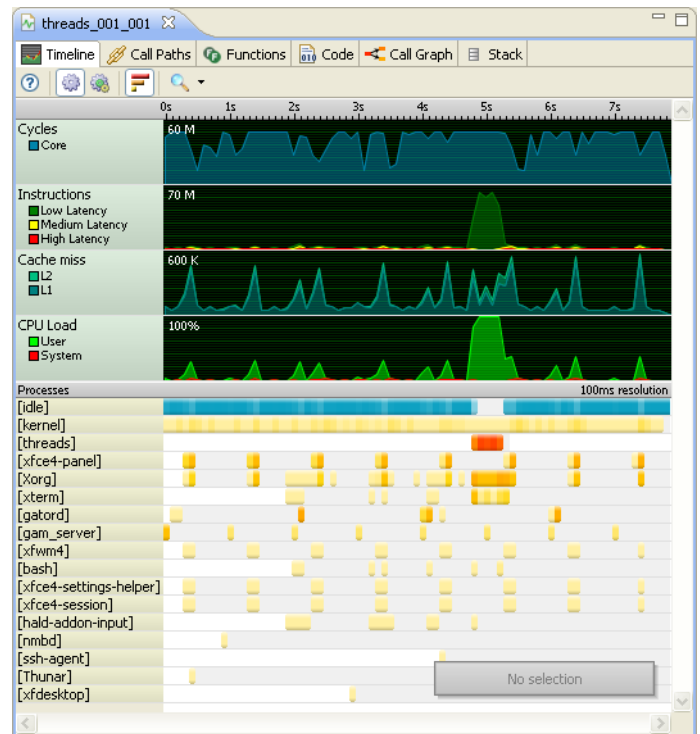 threads_001_001
Timeline Call Paths Functions Code Call Graph Stack
0s 1s 2s 3s 4s 5s 6s 7s
Cycles 60 M
Core
Instructions 70 M
Low Latency
Medium Latency
High Latency
Cache miss 600 K
L2
L1
CPU Load 100%
User
System
Processes 100ms resolution
[idle]
[kernel]
[threads]
[xfce4-panel]
[Xorg]
[xterm]
[gatord]
[gam_server]
[xfwm4]
[bash]
[xfce4-settings-helper]
[xfce4-session]
[hald-addon-input]
[nmbd]
[ssh-agent]
[Thunar] No selection
[xfdesktop]